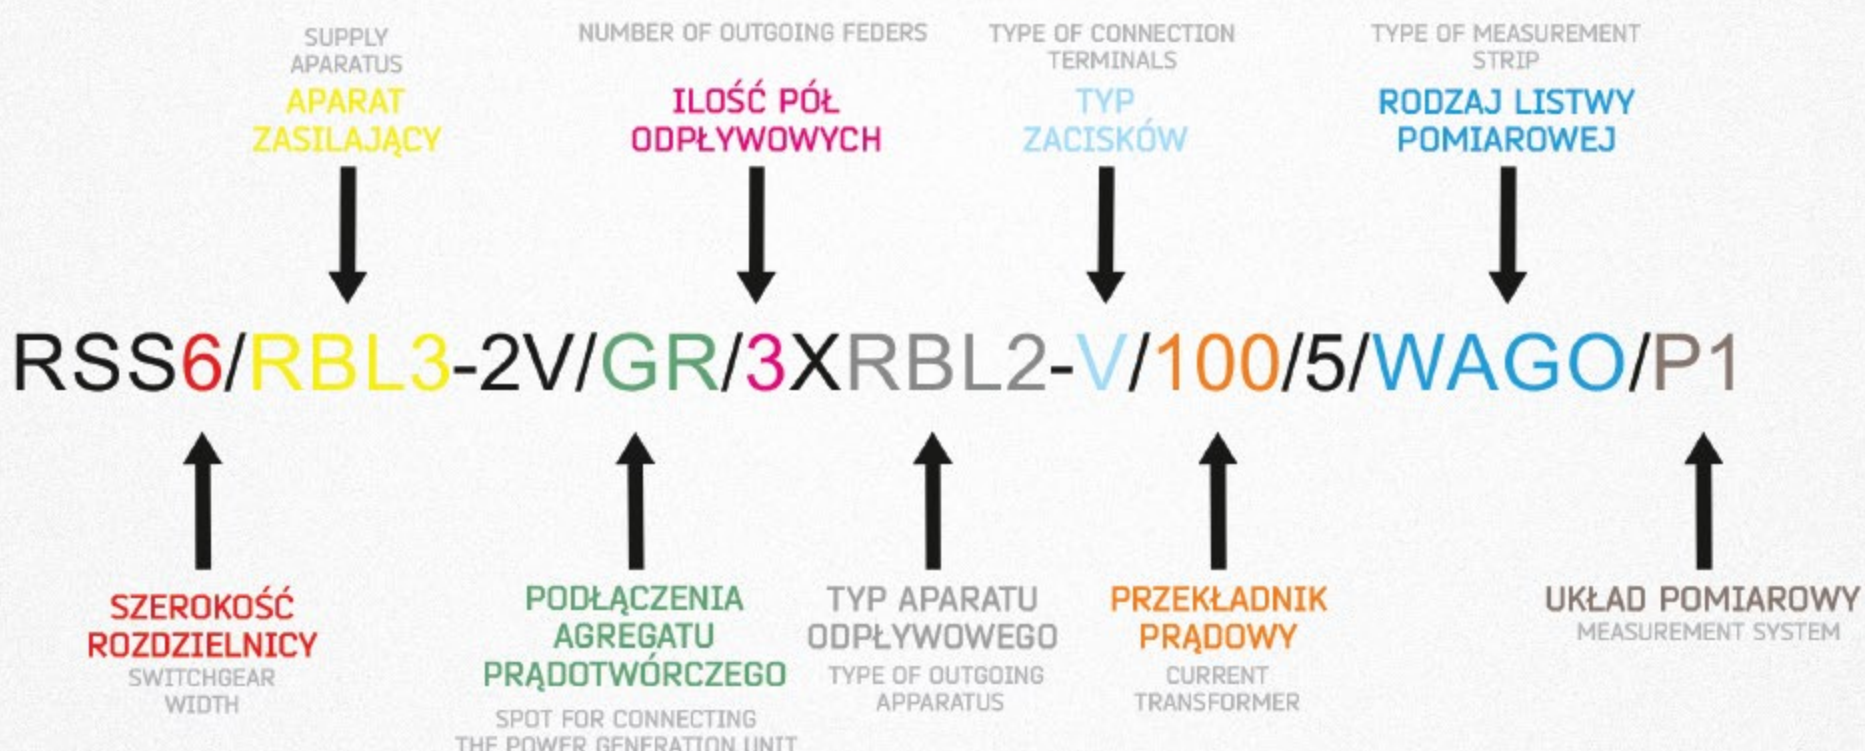 SUPPLY
APARATUS
APARAT
ZASILAJĄCY
NUMBER OF OUTGOING FEDERS
ILOŚĆ PÓŁ
ODPŁYWOWYCH
TYPE OF CONNECTION
TERMINALS
TYP
ZACISKÓW
TYPE OF MEASUREMENT
STRIP
RODZAJ LISTWY
POMIAROWEJ
RSS6/RBL3-2V/GR/3XRBL2-V/100/5/WAGO/P1
SZEROKOŚĆ
ROZDZIELNICY
SWITCHGEAR
WIDTH
PODŁĄCZENIA
AGREGATU
PRĄDOTWÓRCZEGO
SPOT FOR CONNECTING
THE POWER GENERATION UNIT
TYP APARATU
ODPŁYWOWEGO
TYPE OF OUTGOING
APPARATUS
PRZEKŁADNIK
PRĄDOWY
CURRENT
TRANSFORMER
UKŁAD POMIAROWY
MEASUREMENT SYSTEM